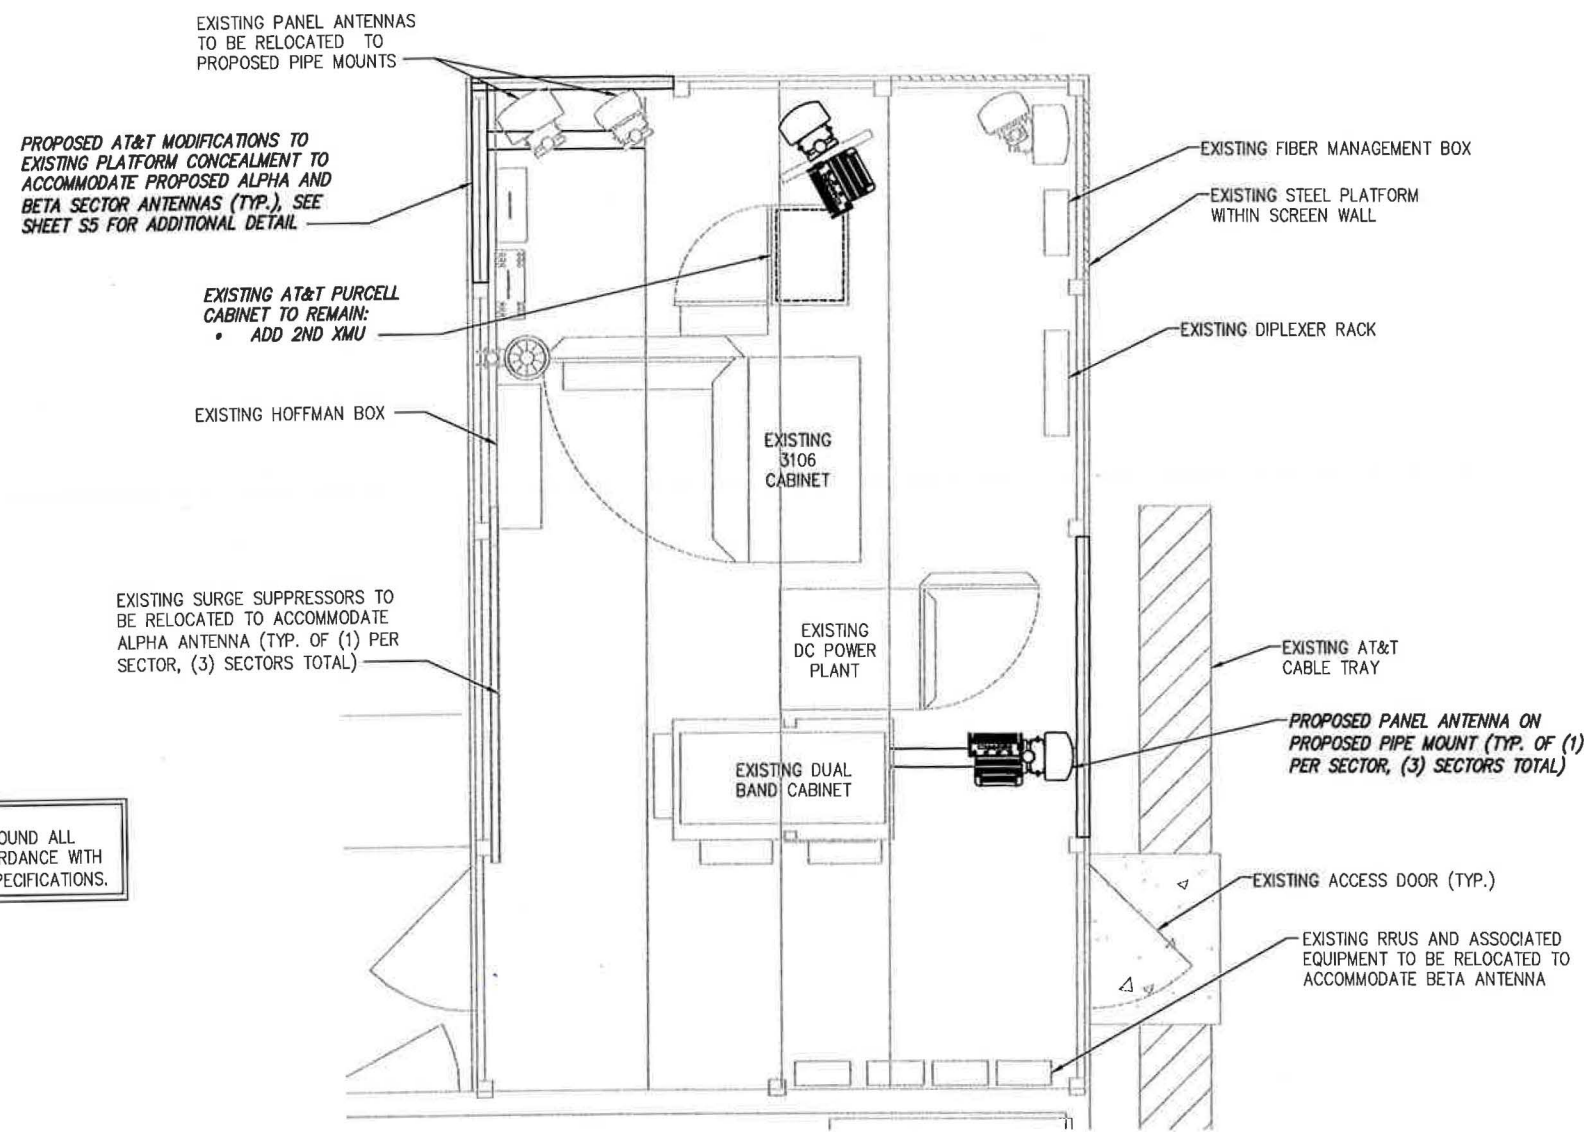 EXISTING PANEL ANTENNAS
TO BE RELOCATED TO
PROPOSED PIPE MOUNTS
PROPOSED AT&T MODIFICATIONS TO
EXISTING PLATFORM CONCEALMENT TO
ACCOMMODATE PROPOSED ALPHA AND
BETA SECTOR ANTENNAS (TYP.), SEE
SHEET S5 FOR ADDITIONAL DETAIL
EXISTING AT&T PURCELL
CABINET TO REMAIN:
• ADD 2ND XMU
EXISTING HOFFMAN BOX
EXISTING SURGE SUPPRESSORS TO
BE RELOCATED TO ACCOMMODATE
ALPHA ANTENNA (TYP. OF (1) PER
SECTOR, (3) SECTORS TOTAL)
OUND ALL
RDANCE WITH
PECIFICATIONS.
EXISTING
3106
CABINET
EXISTING
DC POWER
PLANT
EXISTING DUAL
BAND CABINET
EXISTING FIBER MANAGEMENT BOX
EXISTING STEEL PLATFORM
WITHIN SCREEN WALL
EXISTING DIPLEXER RACK
EXISTING AT&T
CABLE TRAY
PROPOSED PANEL ANTENNA ON
PROPOSED PIPE MOUNT (TYP. OF (1)
PER SECTOR, (3) SECTORS TOTAL)
EXISTING ACCESS DOOR (TYP.)
EXISTING RRUS AND ASSOCIATED
EQUIPMENT TO BE RELOCATED TO
ACCOMMODATE BETA ANTENNA